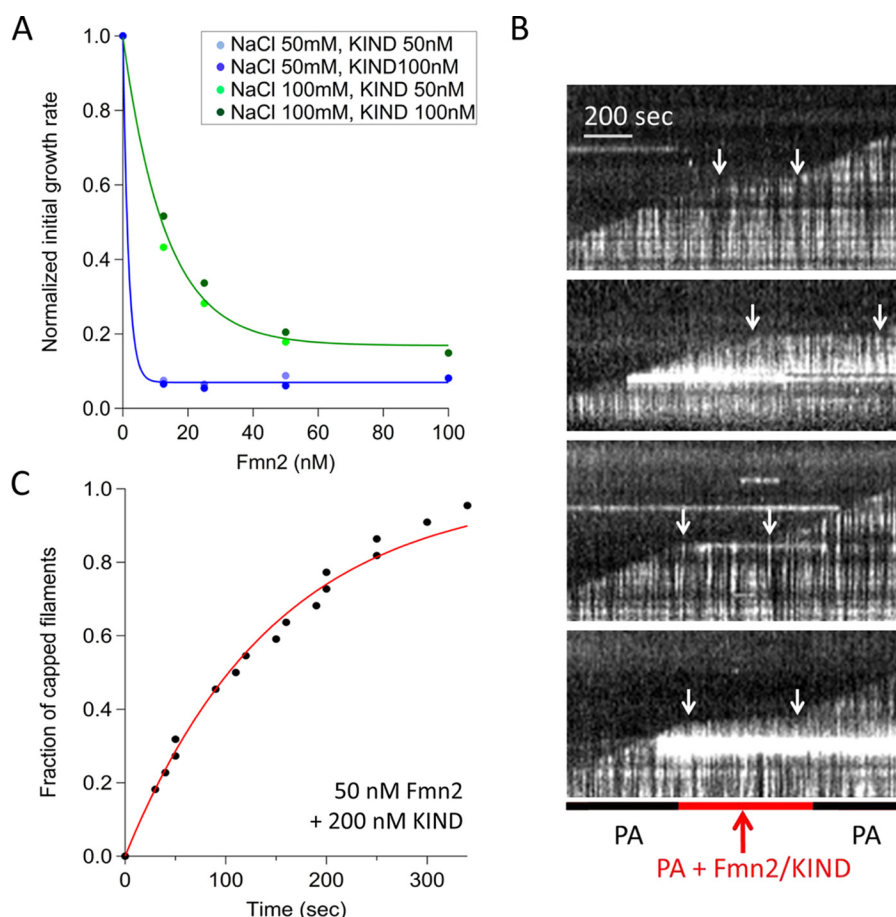 A
NaCl 50mM, KIND 50nM
NaCl 50mM, KIND100nM
NaCl 100mM, KIND 50nM
NaCl 100mM, KIND 100nM
Normalized initial growth rate
1.0
0.8
0.6
0.4
0.2
0.0
0
20
40
60
80
100
Fmn2 (nM)
B
200 sec
PA
PA
PA + Fmn2/KIND
C
Fraction of capped filaments
1.0
0.8
0.6
0.4
0.2
0.0
50 nM Fmn2
+ 200 nM KIND
0
100
200
300
Time (sec)